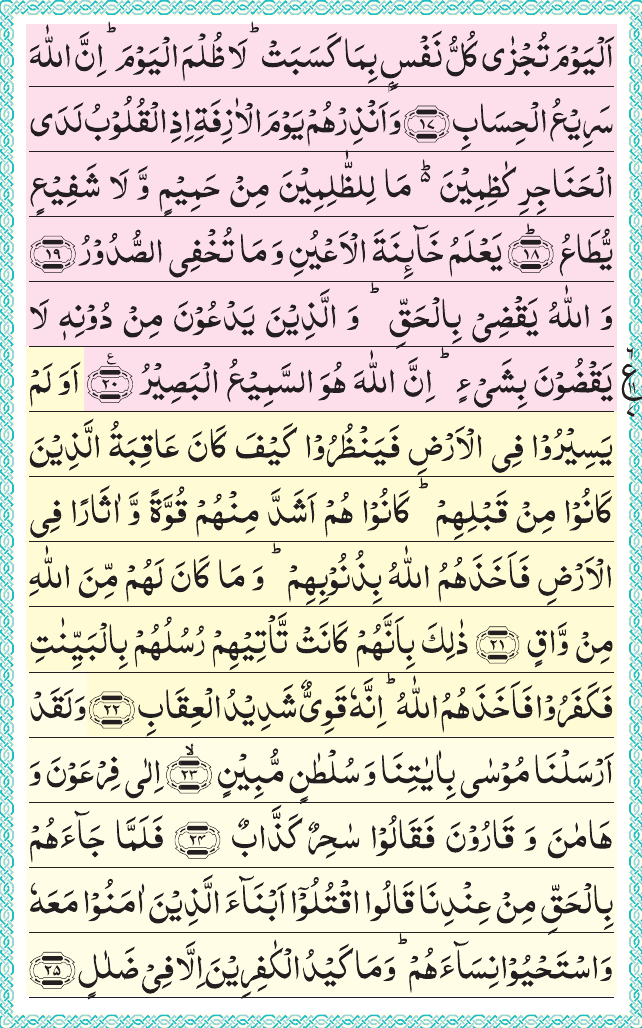 اَلۡيَوۡمَ تُجۡزٰى كُلُّ نَفۡسٍۭ بِمَا كَسَبَتۡ ؕ لَا ظُلۡمَ الۡيَوۡمَ ؕ اِنَّ اللّٰهَ
سَرِيۡعُ الۡحِسَابِ ﴿۱۷﴾ وَاَنۡذِرۡهُمۡ يَوۡمَ الۡاٰزِفَةِ اِذِ الۡقُلُوۡبُ لَدَى
الۡحَنَاجِرِ كٰظِمِيۡنَ ؕ۬ مَا لِلظّٰلِمِيۡنَ مِنۡ حَمِيۡمٍ وَّ لَا شَفِيۡعٍ
يُّطَاعُ ؕ﴿۱۸﴾ يَعۡلَمُ خَآٮِٕنَةَ الۡاَعۡيُنِ وَ مَا تُخۡفِى الصُّدُوۡرُ ﴿۱۹﴾
وَ اللّٰهُ يَقۡضِىۡ بِالۡحَقِّ ؕ وَ الَّذِيۡنَ يَدۡعُوۡنَ مِنۡ دُوۡنِهٖ لَا
يَقۡضُوۡنَ بِشَىۡءٍ ؕ اِنَّ اللّٰهَ هُوَ السَّمِيۡعُ الۡبَصِيۡرُ ﴿۲۰﴾ اَوَ لَمۡ
يَسِيۡرُوۡا فِى الۡاَرۡضِ فَيَنۡظُرُوۡا كَيۡفَ كَانَ عَاقِبَةُ الَّذِيۡنَ
كَانُوۡا مِنۡ قَبۡلِهِمۡ ؕ كَانُوۡا هُمۡ اَشَدَّ مِنۡهُمۡ قُوَّةً وَّ اٰثَارًا فِى
الۡاَرۡضِ فَاَخَذَهُمُ اللّٰهُ بِذُنُوۡبِهِمۡ ؕ وَ مَا كَانَ لَهُمۡ مِّنَ اللّٰهِ
مِنۡ وَّاقٍ ﴿۲۱﴾ ذٰلِكَ بِاَنَّهُمۡ كَانَتۡ تَّاۡتِيۡهِمۡ رُسُلُهُمۡ بِالۡبَيِّنٰتِ
فَكَفَرُوۡا فَاَخَذَهُمُ اللّٰهُ ؕ اِنَّهٗ قَوِىٌّ شَدِيۡدُ الۡعِقَابِ ﴿۲۲﴾ وَلَقَدۡ
اَرۡسَلۡنَا مُوۡسٰى بِاٰيٰتِنَا وَ سُلۡطٰنٍ مُّبِيۡنٍ ۙ﴿۲۳﴾ اِلٰى فِرۡعَوۡنَ وَ
هَامٰنَ وَ قَارُوۡنَ فَقَالُوۡا سٰحِرٌ كَذَّابٌ ﴿۲۴﴾ فَلَمَّا جَآءَهُمۡ
بِالۡحَقِّ مِنۡ عِنۡدِنَا قَالُوا اقۡتُلُوۡۤا اَبۡنَآءَ الَّذِيۡنَ اٰمَنُوۡا مَعَهٗ
وَاسۡتَحۡيُوۡا نِسَآءَهُمۡ ؕ وَمَا كَيۡدُ الۡكٰفِرِيۡنَ اِلَّا فِىۡ ضَلٰلٍ ﴿۲۵﴾